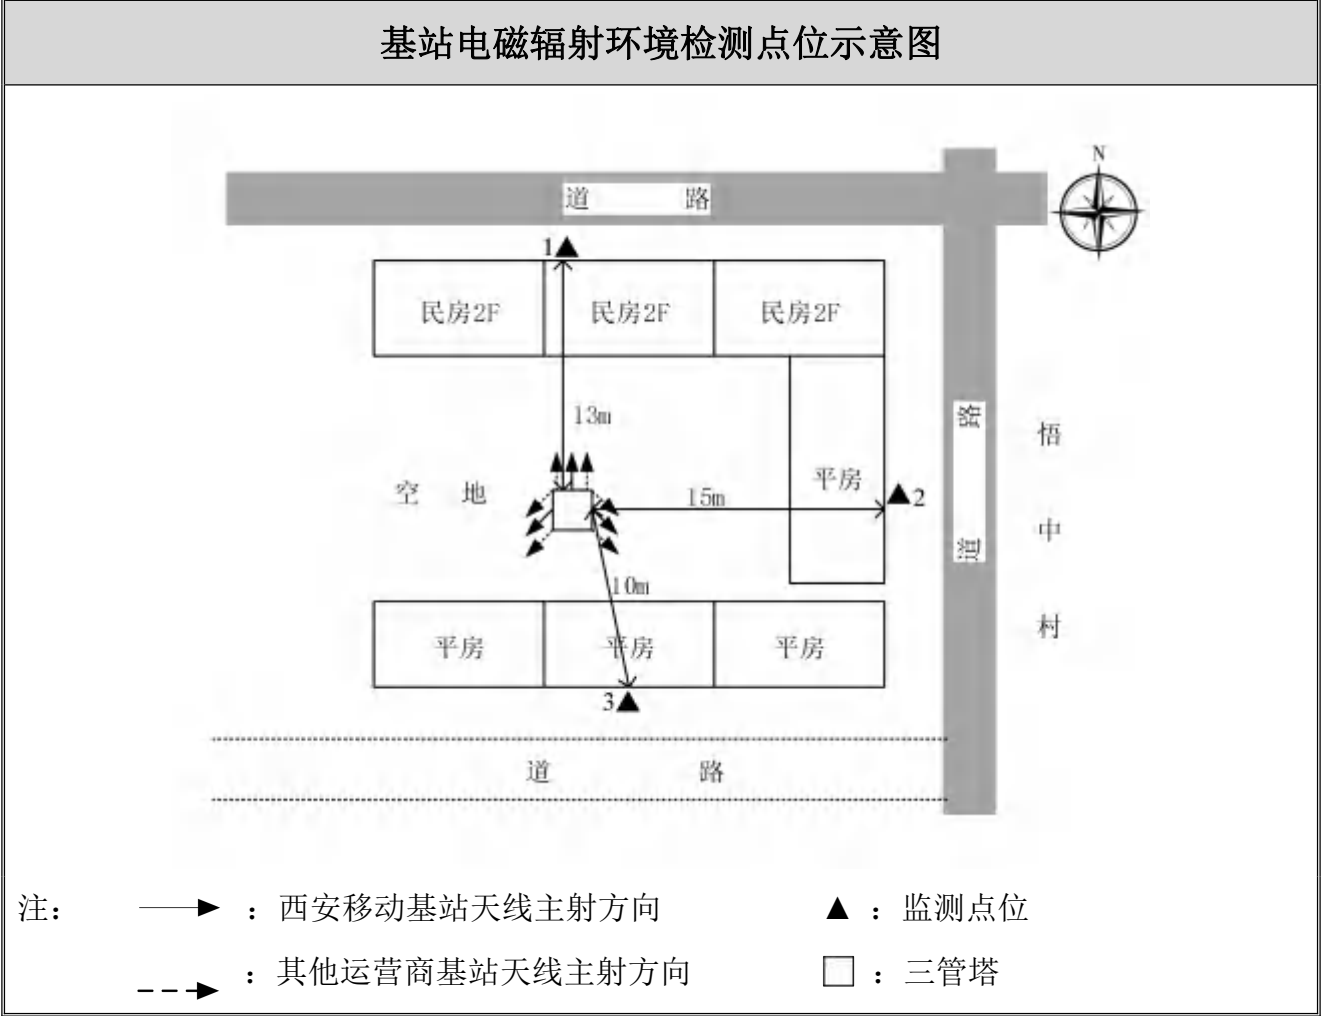 基站电磁辐射环境检测点位示意图
N
道 路
1
民房2F 民房2F 民房2F
13m
空 地
15m
平房
2
路
道
悟
中
村
10m
平房 平房 平房
3
道 路
注： ：西安移动基站天线主射方向 ：监测点位
：其他运营商基站天线主射方向 ：三管塔